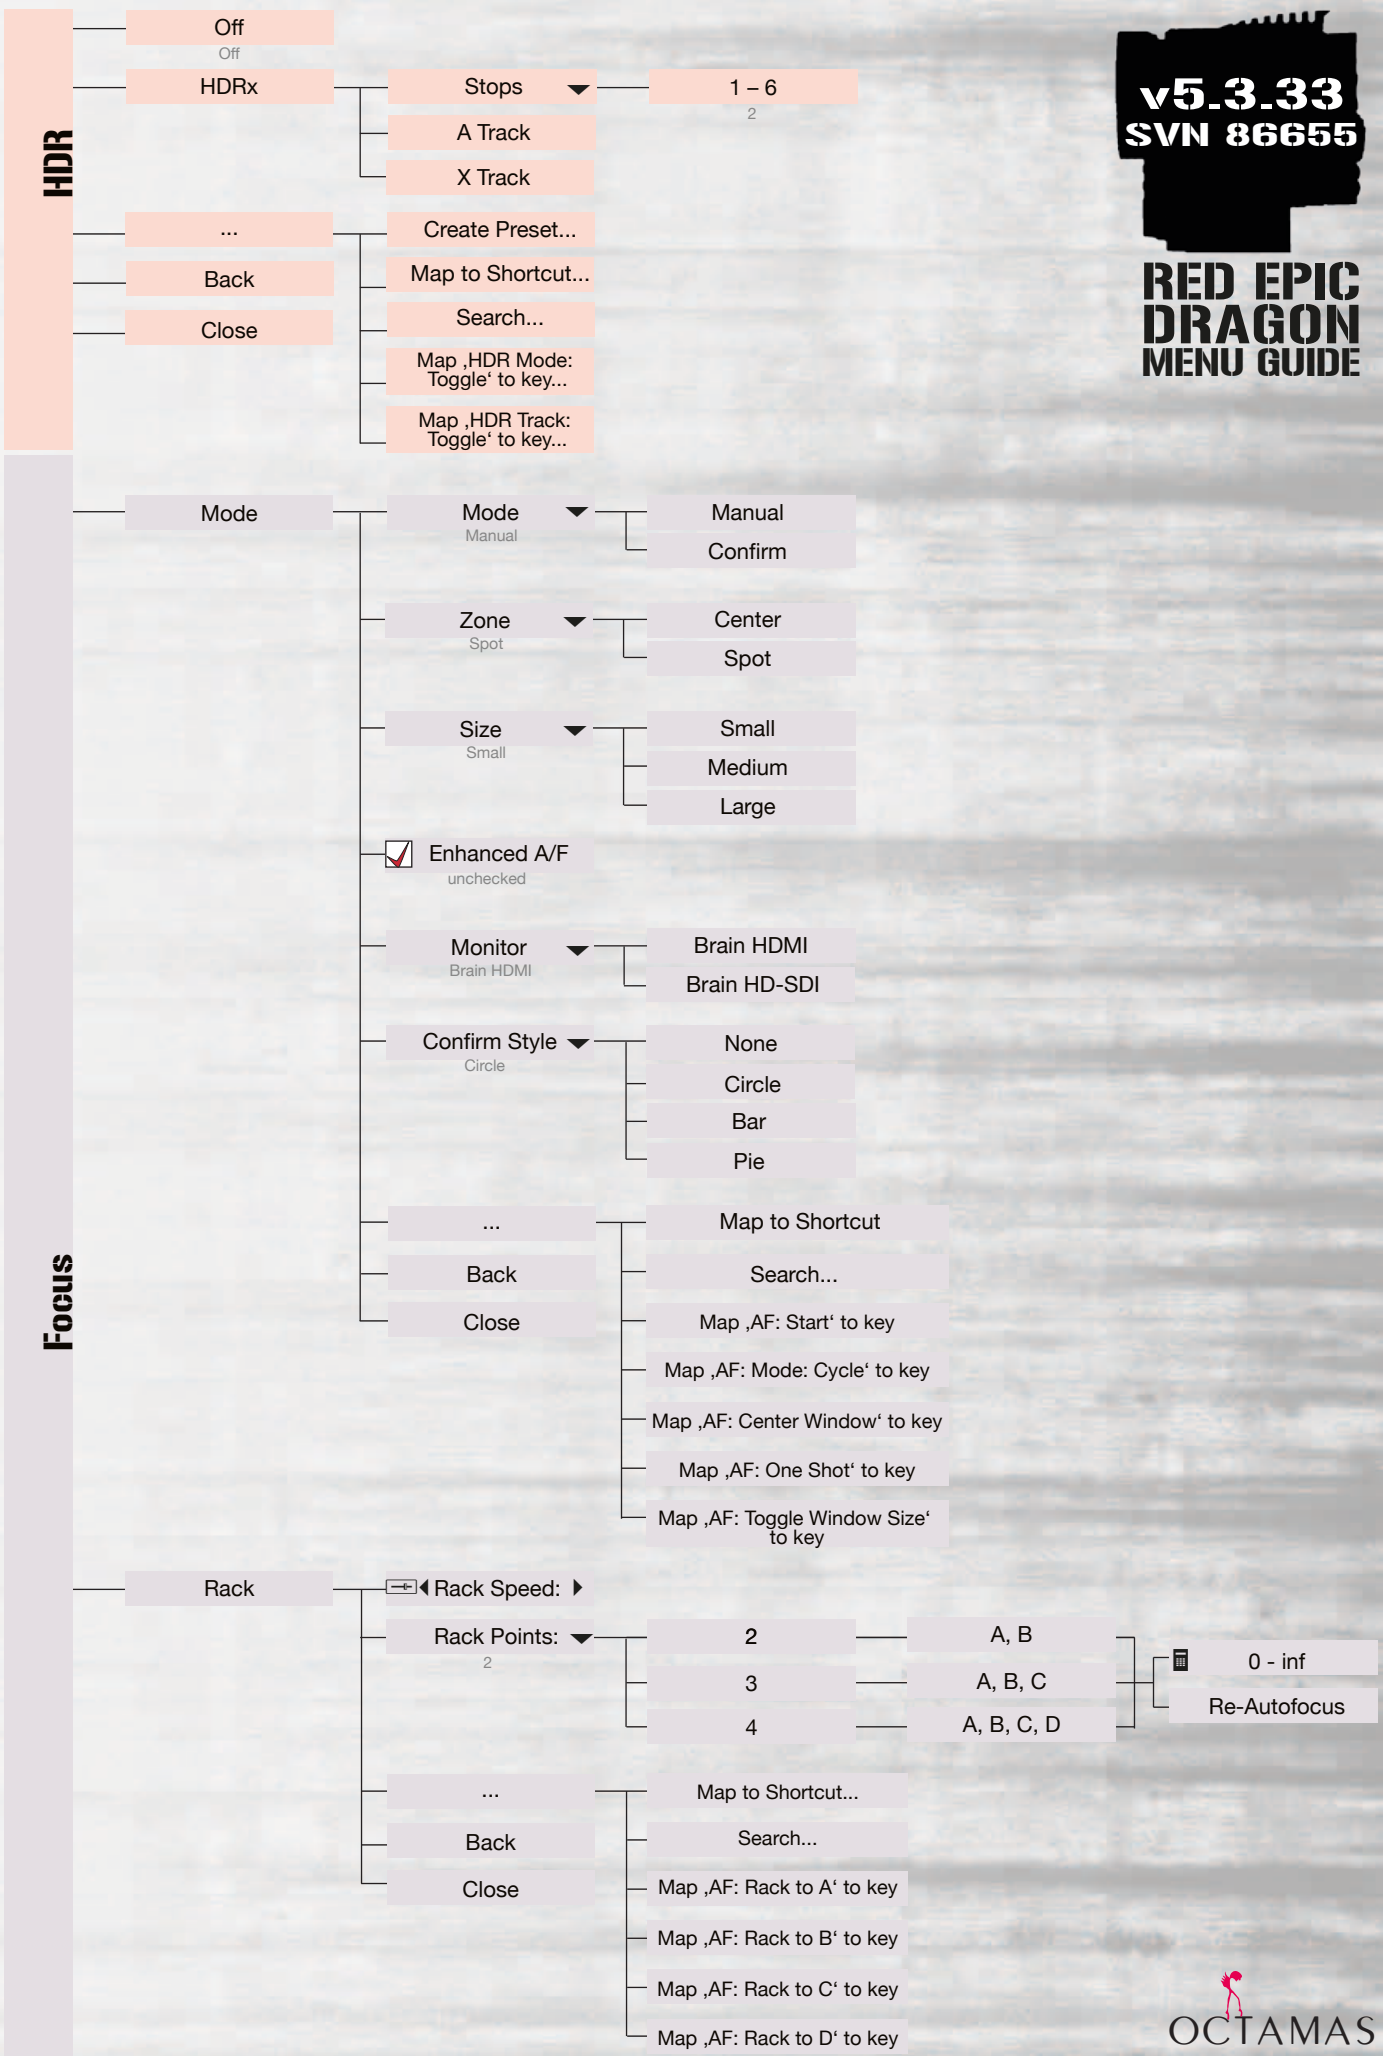 Off
Off
HDRx
Stops
1 – 6
2
A Track
X Track
HDR
...
Create Preset...
Back
Map to Shortcut...
Close
Search...
Map ‚HDR Mode:
Toggle‘ to key...
Map ‚HDR Track:
Toggle‘ to key...
v5.3.33
SVN 86655
RED EPIC
DRAGON
MENU GUIDE
Focus
Mode
Mode
Manual
Manual
Confirm
Zone
Spot
Center
Spot
Size
Small
Small
Medium
Large
Enhanced A/F
unchecked
Monitor
Brain HDMI
Brain HDMI
Brain HD-SDI
Confirm Style
Circle
None
Circle
Bar
Pie
...
Back
Close
Map to Shortcut
Search...
Map ‚AF: Start‘ to key
Map ‚AF: Mode: Cycle‘ to key
Map ‚AF: Center Window‘ to key
Map ‚AF: One Shot‘ to key
Map ‚AF: Toggle Window Size‘
to key
Rack
Rack Speed:
Rack Points:
2
2
A, B
3
A, B, C
4
A, B, C, D
0 - inf
Re-Autofocus
...
Back
Close
Map to Shortcut...
Search...
Map ‚AF: Rack to A‘ to key
Map ‚AF: Rack to B‘ to key
Map ‚AF: Rack to C‘ to key
Map ‚AF: Rack to D‘ to key
OCTAMAS